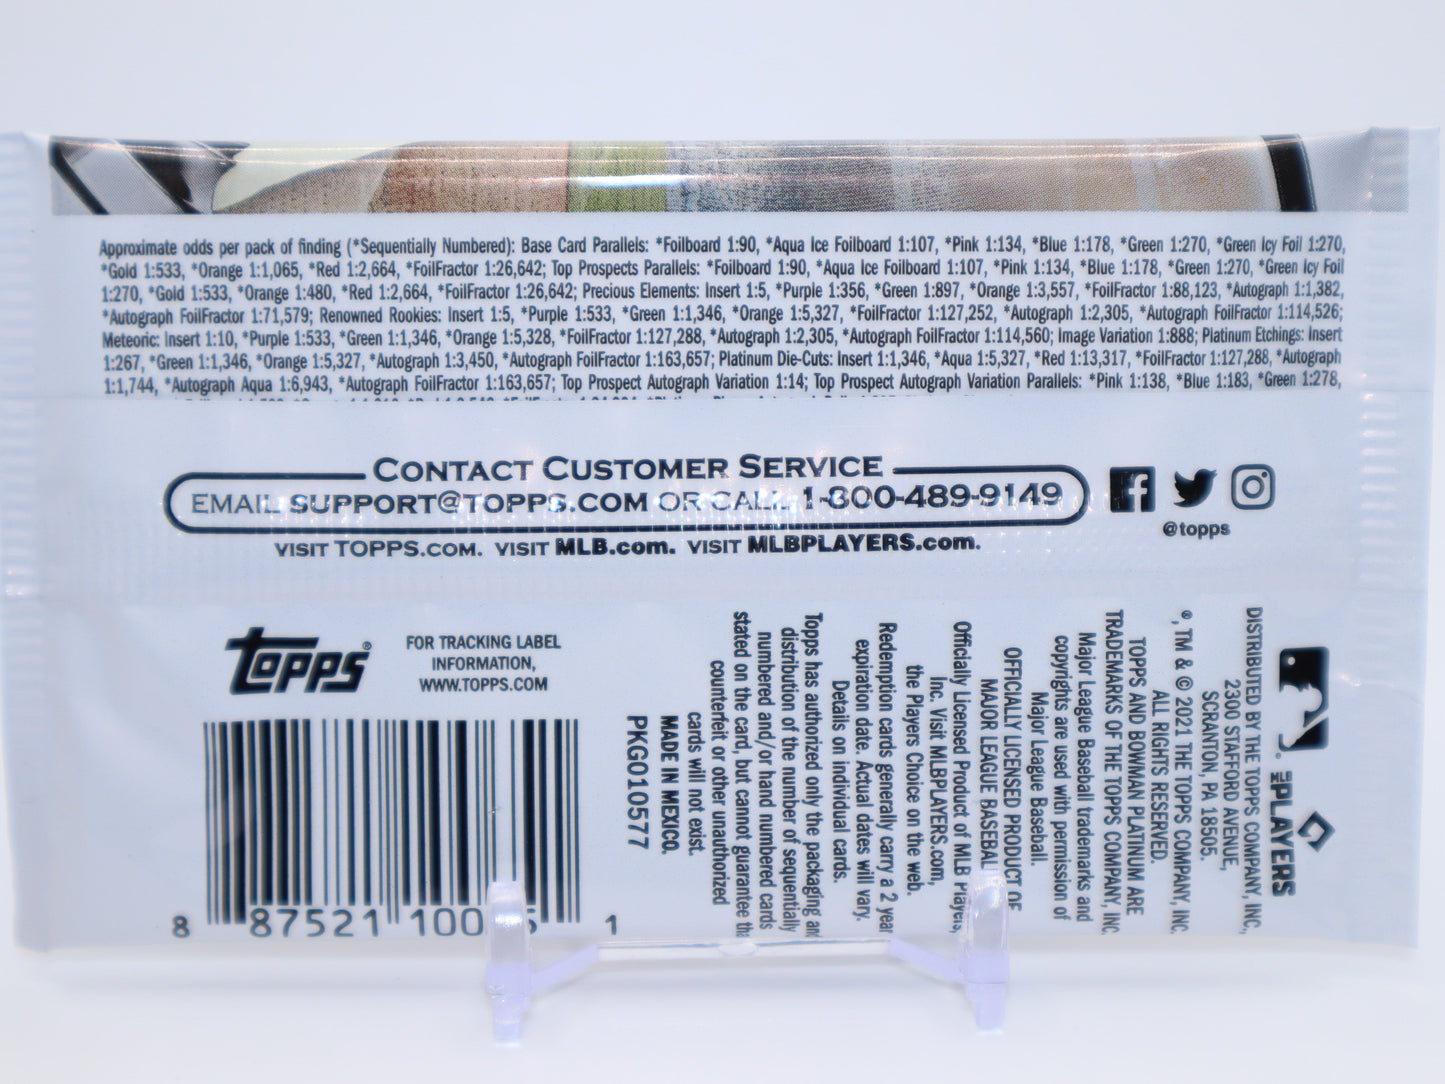 Approximate odds per pack of finding (*Sequentially Numbered): Base Card Parallels: *Foilboard 1:90, *Aqua Ice Foilboard 1:107, *Pink 1:134, *Blue 1:178, *Green 1:270, *Green Icy Foil 1:270,
*Gold 1:533, *Orange 1:1,065, *Red 1:2,664, *FoilFractor 1:26,642; Top Prospects Parallels: *Foilboard 1:90, *Aqua Ice Foilboard 1:107, *Pink 1:134, *Blue 1:178, *Green 1:270, *Green Icy Foil
1:270, *Gold 1:533, *Orange 1:480, *Red 1:2,664, *FoilFractor 1:26,642; Precious Elements: Insert 1:5, *Purple 1:356, *Green 1:897, *Orange 1:3,557, *FoilFractor 1:88,123, *Autograph 1:1,382,
*Autograph FoilFractor 1:71,579; Renowned Rookies: Insert 1:5, *Purple 1:533, *Green 1:1,346, *Orange 1:5,327, *FoilFractor 1:127,252, *Autograph 1:2,305, *Autograph FoilFractor 1:114,526;
Meteoric: Insert 1:10, *Purple 1:533, *Green 1:1,346, *Orange 1:5,328, *FoilFractor 1:127,288, *Autograph 1:2,305, *Autograph FoilFractor 1:114,560; Image Variation 1:888; Platinum Etchings: Insert
1:267, *Green 1:1,346, *Orange 1:5,327, *Autograph 1:3,450, *Autograph FoilFractor 1:163,657; Platinum Die-Cuts: Insert 1:1,346, *Aqua 1:5,327, *Red 1:13,317, *FoilFractor 1:127,288, *Autograph
1:1,744, *Autograph Aqua 1:6,943, *Autograph FoilFractor 1:163,657; Top Prospect Autograph Variation 1:14; Top Prospect Autograph Variation Parallels: *Pink 1:138, *Blue 1:183, *Green 1:278,
CONTACT CUSTOMER SERVICE
EMAIL SUPPORT@TOPPS.COM OR CALL 1-800-489-9149
@topps
VISIT TOPPS.COM. VISIT MLB.com. VISIT MLBPLAYERS.com.
Topps®
FOR TRACKING LABEL
INFORMATION,
WWW.TOPPS.COM
8 87521 100 1
DISTRIBUTED BY THE TOPPS COMPANY, INC.,
2300 STAFFORD AVENUE,
SCRANTON, PA 18505.
®, TM & © 2021 THE TOPPS COMPANY, INC.
ALL RIGHTS RESERVED.
TOPPS AND BOWMAN PLATINUM ARE
TRADEMARKS OF THE TOPPS COMPANY, INC.
Major League Baseball trademarks and
copyrights are used with permission of
Major League Baseball.
OFFICIALLY LICENSED PRODUCT OF
MAJOR LEAGUE BASEBALL
Officially Licensed Product of MLB Players,
Inc. Visit MLBPLAYERS.com,
the Players Choice on the web.
Redemption cards generally carry a 2 year
expiration date. Actual dates will vary.
Details on individual cards.
Topps has authorized only the packaging and
distribution of the number of sequentially
numbered and/or hand numbered cards
stated on the card, but cannot guarantee th
counterfeit or other unauthorized
cards will not exist.
MADE IN MEXICO.
PKG010577
MLB PLAYERS